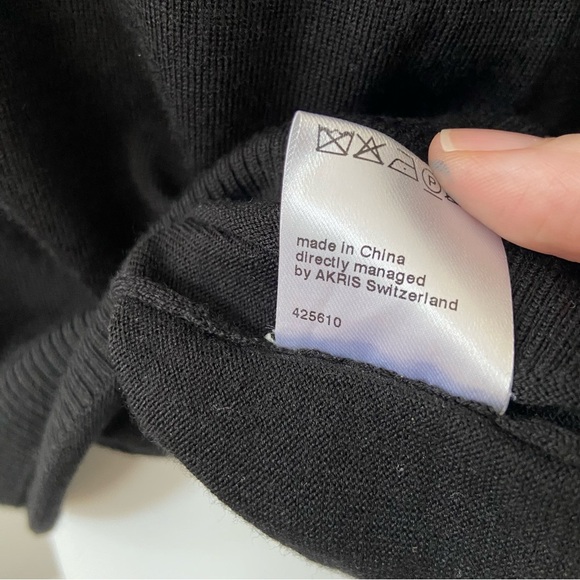 P
made in China
directly managed
by AKRIS Switzerland
425610